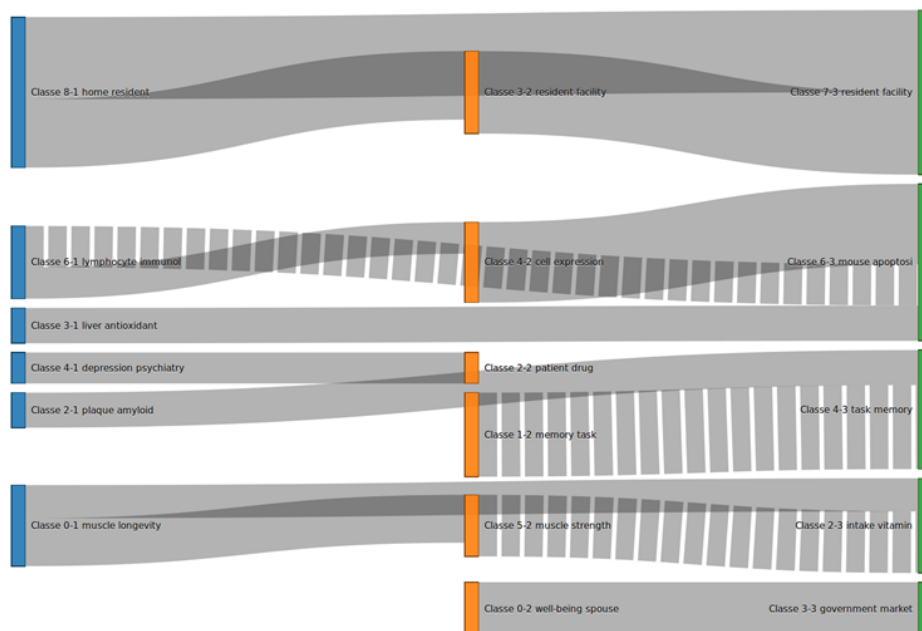 Classe 8-1 home resident
Classe 3-2 resident facility
Classe 7-3 resident facility
Classe 6-1 lymphocyte immunol
Classe 4-2 cell expression
Classe 6-3 mouse apoptosi
Classe 3-1 liver antioxidant
Classe 4-1 depression psychiatry
Classe 2-2 patient drug
Classe 2-1 plaque amyloid
Classe 4-3 task memory
Classe 1-2 memory task
Classe 0-1 muscle longevity
Classe 5-2 muscle strength
Classe 2-3 intake vitamin
Classe 0-2 well-being spouse
Classe 3-3 government market